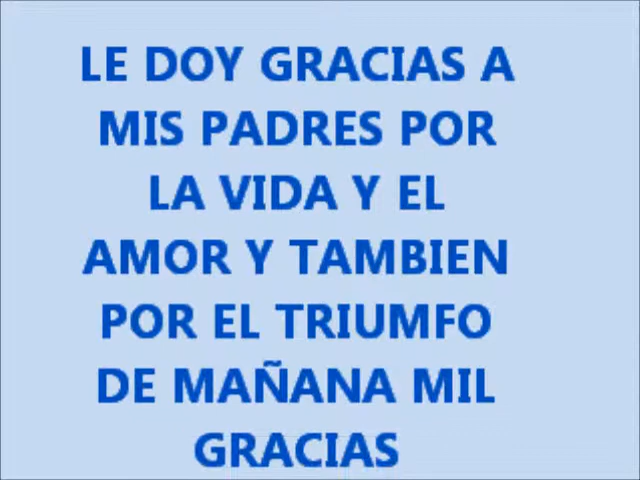 LE DOY GRACIAS A
MIS PADRES POR
LA VIDA Y EL
AMOR Y TAMBIEN
POR EL TRIUMFO
DE MAÑANA MIL
GRACIAS